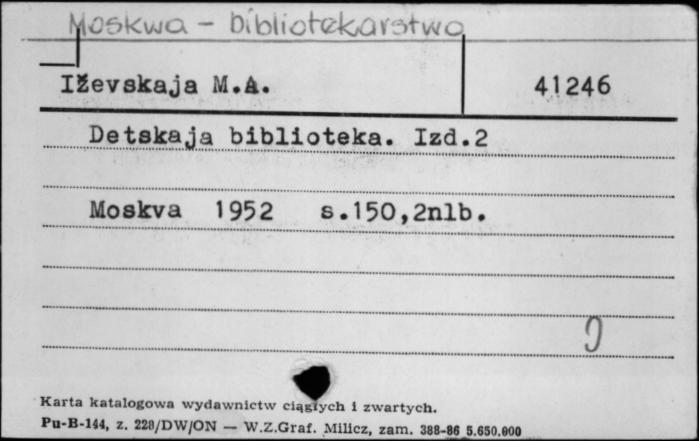 Moskwa - bibliotekarstwo
Iževskaja M.A. 41246
Detskaja biblioteka. Izd.2
Moskva 1952 s.150,2nlb.
Karta katalogowa wydawnictw ciągłych i zwartych.
Pu-B-144, z. 228/DW/ON — W.Z.Graf. Milicz, zam. 388-86 5.650.000